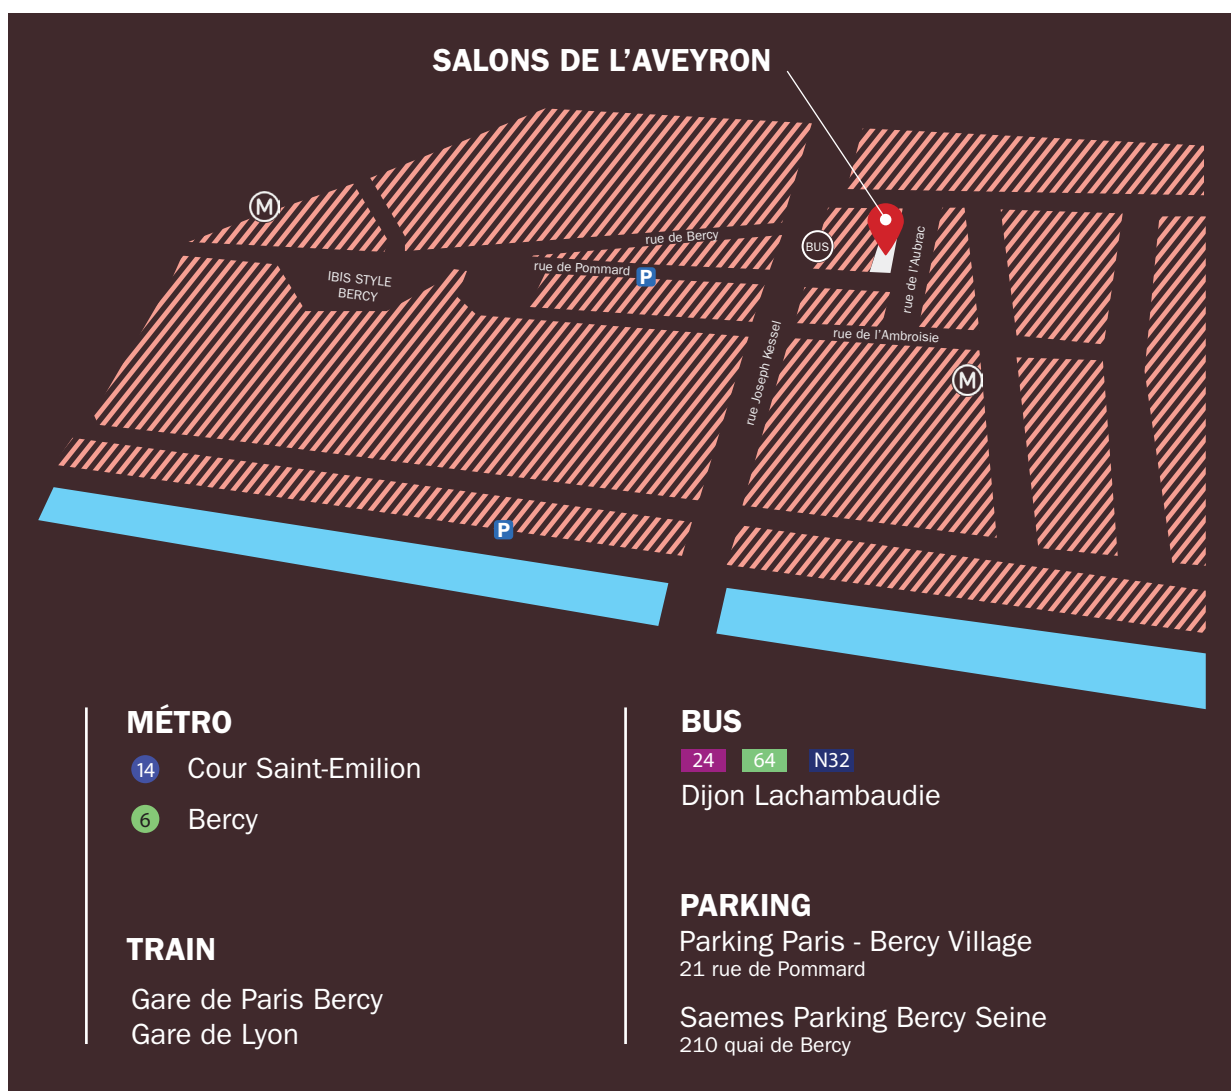 SALONS DE L’AVEYRON
M
rue de Bercy
BUS
rue de l’Aubrac
rue de Pommard
P
IBIS STYLE
BERCY
rue Joseph Kessel
rue de l’Ambroisie
M
P
MÉTRO
14 Cour Saint-Emilion
6 Bercy
TRAIN
Gare de Paris Bercy
Gare de Lyon
BUS
24 64 N32
Dijon Lachambaudie
PARKING
Parking Paris - Bercy Village
21 rue de Pommard
Saemes Parking Bercy Seine
210 quai de Bercy